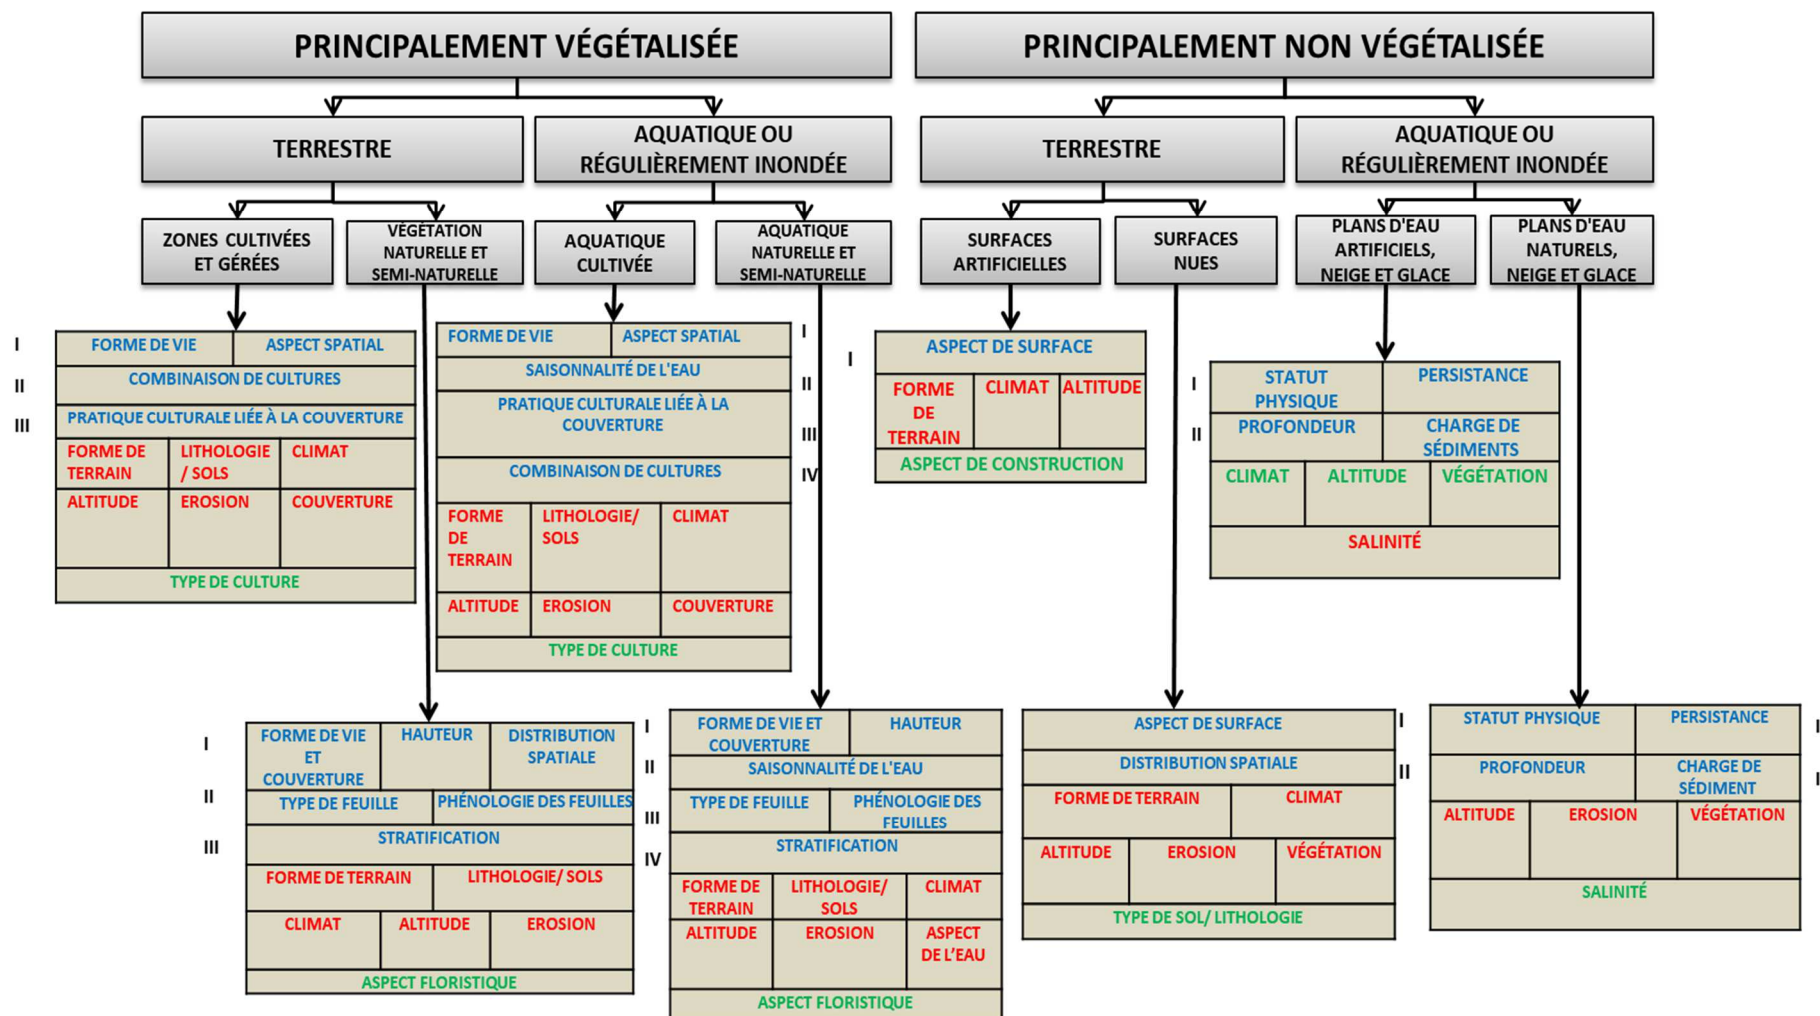 PRINCIPALEMENT VÉGÉTALISÉE
PRINCIPALEMENT NON VÉGÉTALISÉE
TERRESTRE
AQUATIQUE OU
RÉGULIÈREMENT INONDÉE
TERRESTRE
AQUATIQUE OU
RÉGULIÈREMENT INONDÉE
ZONES CULTIVÉES
ET GÉRÉES
VÉGÉTATION
NATURELLE ET
SEMI-NATURELLE
AQUATIQUE
CULTIVÉE
AQUATIQUE
NATURELLE ET
SEMI-NATURELLE
SURFACES
ARTIFICIELLES
SURFACES
NUES
PLANS D'EAU
ARTIFICIELS,
NEIGE ET GLACE
PLANS D'EAU
NATURELS,
NEIGE ET GLACE
I
II
III
FORME DE VIE
ASPECT SPATIAL
COMBINAISON DE CULTURES
PRATIQUE CULTURALE LIÉE À LA COUVERTURE
FORME DE
TERRAIN
LITHOLOGIE
/ SOLS
CLIMAT
ALTITUDE
EROSION
COUVERTURE
TYPE DE CULTURE
FORME DE VIE
ASPECT SPATIAL
SAISONNALITÉ DE L'EAU
PRATIQUE CULTURALE LIÉE À LA
COUVERTURE
COMBINAISON DE CULTURES
FORME
DE
TERRAIN
LITHOLOGIE/
SOLS
CLIMAT
ALTITUDE
EROSION
COUVERTURE
TYPE DE CULTURE
I
II
III
IV
I
ASPECT DE SURFACE
FORME
DE
TERRAIN
CLIMAT
ALTITUDE
ASPECT DE CONSTRUCTION
I
II
STATUT
PHYSIQUE
PERSISTANCE
PROFONDEUR
CHARGE DE
SÉDIMENTS
CLIMAT
ALTITUDE
VÉGÉTATION
SALINITÉ
I
II
III
FORME DE VIE
ET
COUVERTURE
HAUTEUR
DISTRIBUTION
SPATIALE
TYPE DE FEUILLE
PHÉNOLOGIE DES FEUILLES
STRATIFICATION
FORME DE TERRAIN
LITHOLOGIE/ SOLS
CLIMAT
ALTITUDE
EROSION
ASPECT FLORISTIQUE
I
II
III
IV
FORME DE VIE ET
COUVERTURE
HAUTEUR
SAISONNALITÉ DE L'EAU
TYPE DE FEUILLE
PHÉNOLOGIE DES
FEUILLES
STRATIFICATION
FORME DE
TERRAIN
LITHOLOGIE/
SOLS
CLIMAT
ALTITUDE
EROSION
ASPECT
DE L'EAU
ASPECT FLORISTIQUE
ASPECT DE SURFACE
DISTRIBUTION SPATIALE
FORME DE TERRAIN
CLIMAT
ALTITUDE
EROSION
VÉGÉTATION
TYPE DE SOL/ LITHOLOGIE
I
II
STATUT PHYSIQUE
PERSISTANCE
PROFONDEUR
CHARGE DE
SÉDIMENT
ALTITUDE
EROSION
VÉGÉTATION
SALINITÉ
I
I